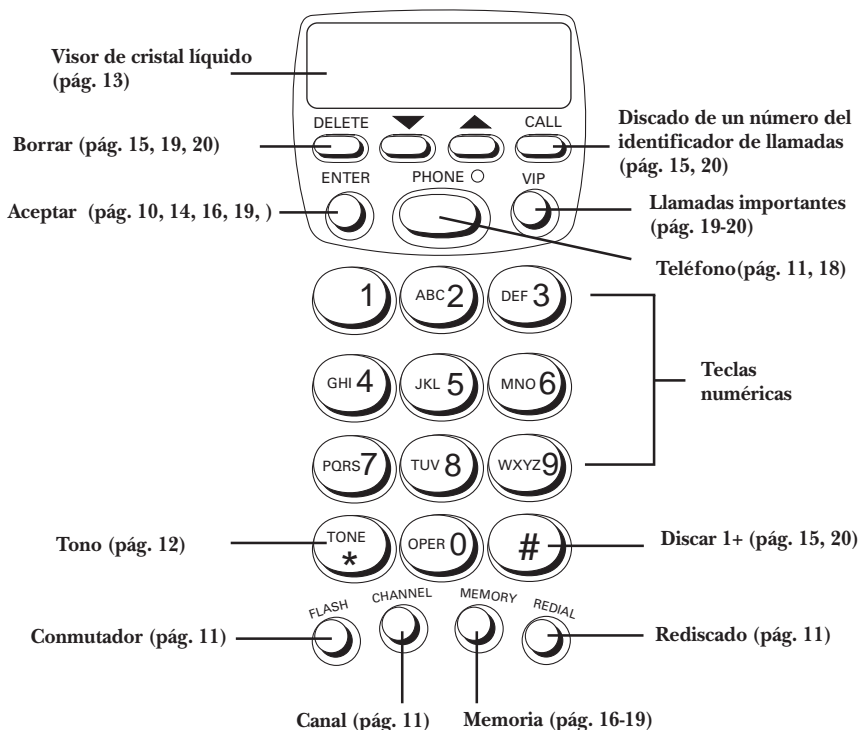 Visor de cristal líquido
(pág. 13)
DELETE
CALL
Discado de un número del
identificador de llamadas
(pág. 15, 20)
Borrar (pág. 15, 19, 20)
ENTER
PHONE
VIP
Aceptar (pág. 10, 14, 16, 19, )
Llamadas importantes
(pág. 19-20)
Teléfono(pág. 11, 18)
1
ABC 2
DEF 3
GHI 4
JKL 5
MNO 6
Teclas
numéricas
PQRS 7
TUV 8
WXYZ 9
Tono (pág. 12)
TONE
*
OPER 0
#
Discar 1+ (pág. 15, 20)
FLASH
CHANNEL
MEMORY
REDIAL
Conmutador (pág. 11)
Rediscado (pág. 11)
Canal (pág. 11)
Memoria (pág. 16-19)